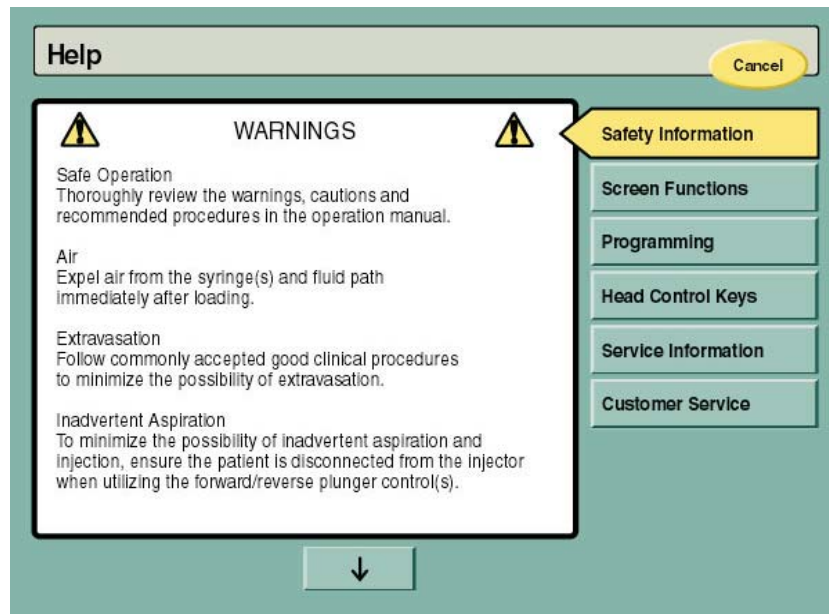 Help
Cancel
WARNINGS
Safe Operation
Thoroughly review the warnings, cautions and
recommended procedures in the operation manual.
Air
Expel air from the syringe(s) and fluid path
immediately after loading.
Extravasation
Follow commonly accepted good clinical procedures
to minimize the possibility of extravasation.
Inadvertent Aspiration
To minimize the possibility of inadvertent aspiration and
injection, ensure the patient is disconnected from the injector
when utilizing the forward/reverse plunger control(s).
Safety Information
Screen Functions
Programming
Head Control Keys
Service Information
Customer Service